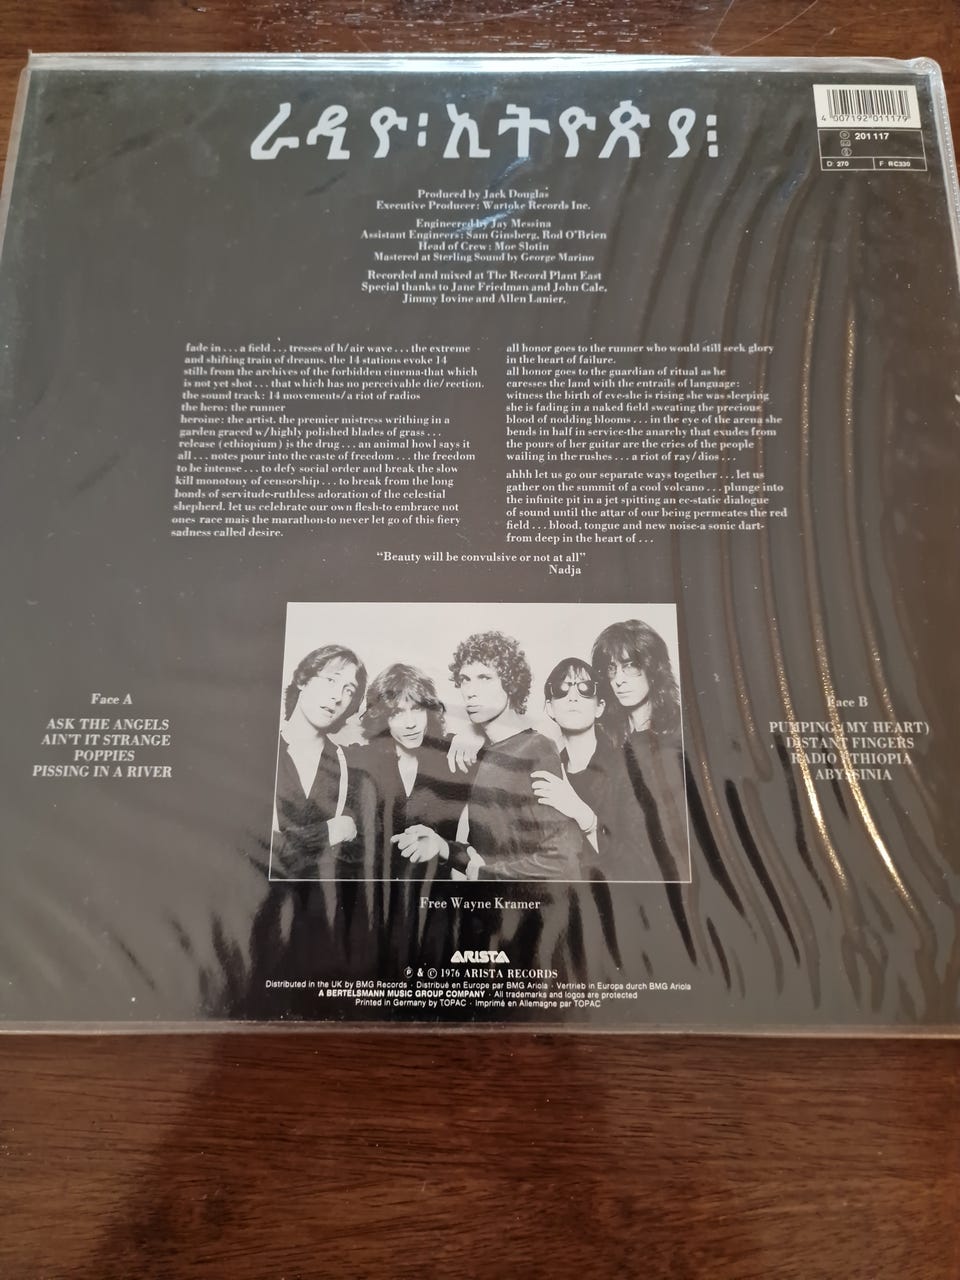 ራዲዮ፡ኢትዮጵያ፡
4 007192 011179
201 117
D: 270
F RC330
Produced by Jack Douglas
Executive Producer: Wartoke Records Inc.
Engineered by Jay Messina
Assistant Engineers: Sam Ginsberg, Rod O'Brien
Head of Crew: Moe Slotin
Mastered at Sterling Sound by George Marino
Recorded and mixed at The Record Plant East
Special thanks to Jane Friedman and John Cale,
Jimmy Iovine and Allen Lanier.
fade in . . . a field . . . tresses of h/air wave . . . the extreme
and shifting train of dreams. the 14 stations evoke 14
stills from the archives of the forbidden cinema-that which
is not yet shot . . . that which has no perceivable die/rection.
the sound track: 14 movements/a riot of radios
the hero: the runner
heroine: the artist. the premier mistress writhing in a
garden graced w/highly polished blades of grass . . .
release (ethiopium) is the drug . . . an animal howl says it
all . . . notes pour into the caste of freedom . . . the freedom
to be intense . . . to defy social order and break the slow
kill monotony of censorship . . . to break from the long
bonds of servitude-ruthless adoration of the celestial
shepherd. let us celebrate our own flesh-to embrace not
ones race mais the marathon-to never let go of this fiery
sadness called desire.
all honor goes to the runner who would still seek glory
in the heart of failure.
all honor goes to the guardian of ritual as he
caresses the land with the entrails of language:
witness the birth of eve-she is rising she was sleeping
she is fading in a naked field sweating the precious
blood of nodding blooms . . . in the eye of the arena she
bends in half in service-the anarchy that exudes from
the pours of her guitar are the cries of the people
wailing in the rushes . . . a riot of ray/dios . . .
ahhh let us go our separate ways together . . . let us
gather on the summit of a cool volcano . . . plunge into
the infinite pit in a jet spitting an ec-static dialogue
of sound until the attar of our being permeates the red
field . . . blood, tongue and new noise-a sonic dart-
from deep in the heart of . . .
"Beauty will be convulsive or not at all"
Nadja
Face A
ASK THE ANGELS
AIN'T IT STRANGE
POPPIES
PISSING IN A RIVER
Face B
PUMPING (MY HEART)
DISTANT FINGERS
RADIO ETHIOPIA
ABYSSINIA
Free Wayne Kramer
ARISTA
℗ & © 1976 ARISTA RECORDS
Distributed in the UK by BMG Records · Distribué en Europe par BMG Ariola · Vertrieb in Europa durch BMG Ariola
A BERTELSMANN MUSIC GROUP COMPANY · All trademarks and logos are protected
Printed in Germany by TOPAC · Imprimé en Allemagne par TOPAC